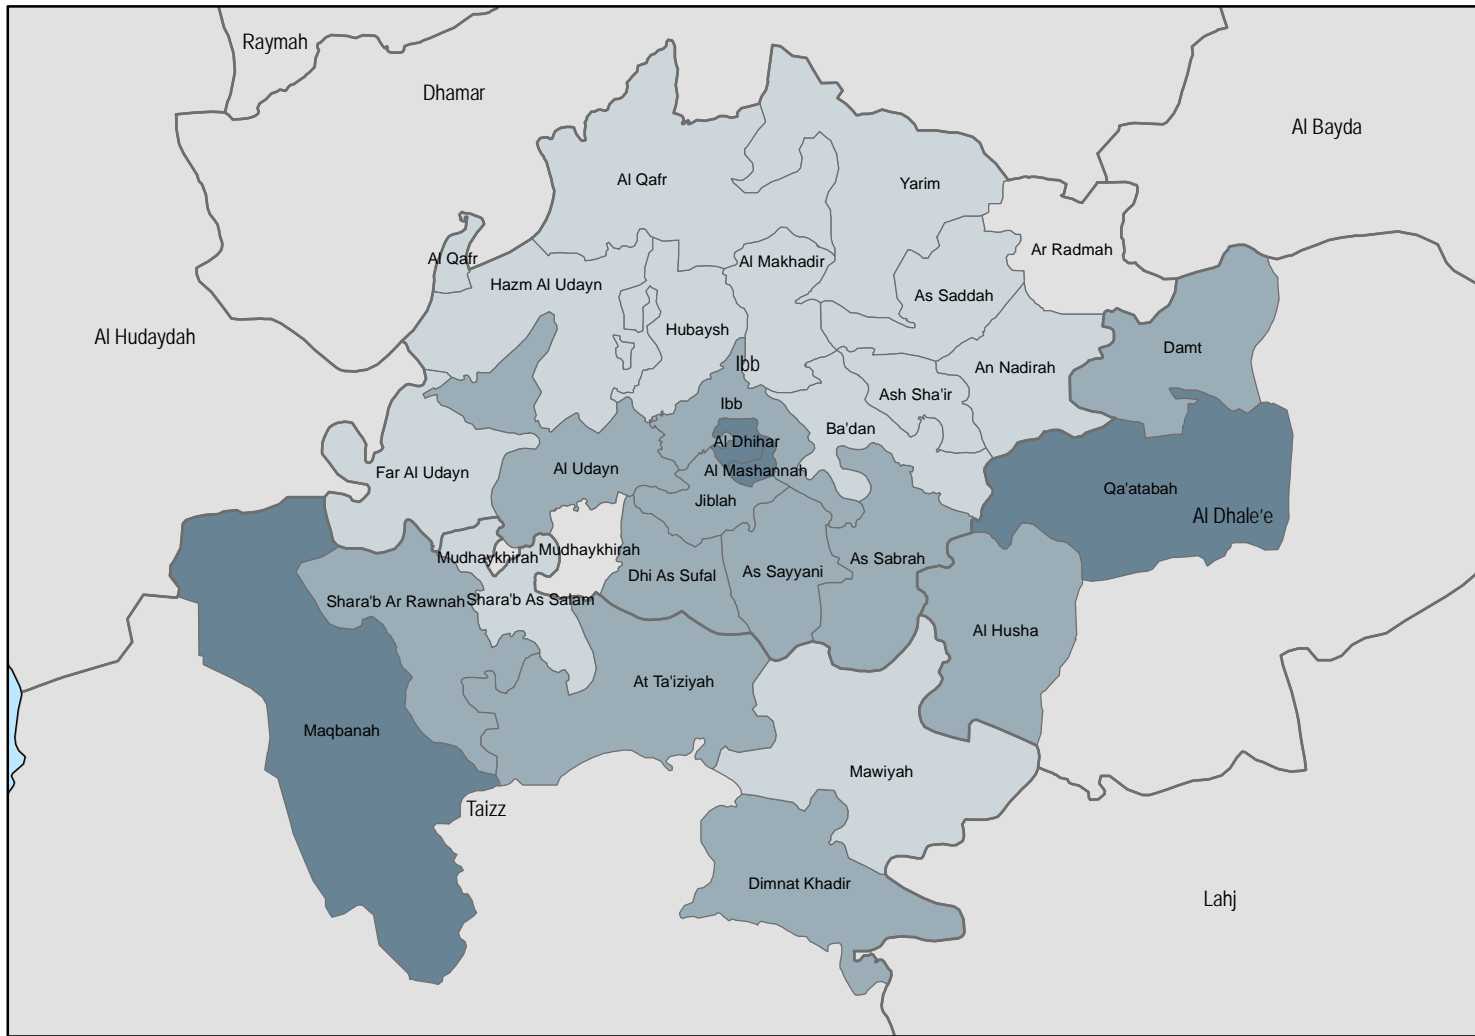 Raymah
Dhamar
Al Bayda
Al Qafr
Yarim
Ar Radmah
Al Qafr
Al Makhadir
Hazm Al Udayn
As Saddah
Al Hudaydah
Hubaysh
Damt
Ibb
An Nadirah
Ash Sha'ir
Ibb
Ba'dan
Al Dhihar
Far Al Udayn
Al Udayn
Al Mashannah
Qa'atabah
Jiblah
Al Dhale'e
Mudhaykhirah
Mudhaykhirah
Dhi As Sufal
As Sayyani
As Sabrah
Shara'b Ar Rawnah
Shara'b As Salam
Al Husha
At Ta'iziyah
Maqbanah
Mawiyah
Taizz
Dimnat Khadir
Lahj